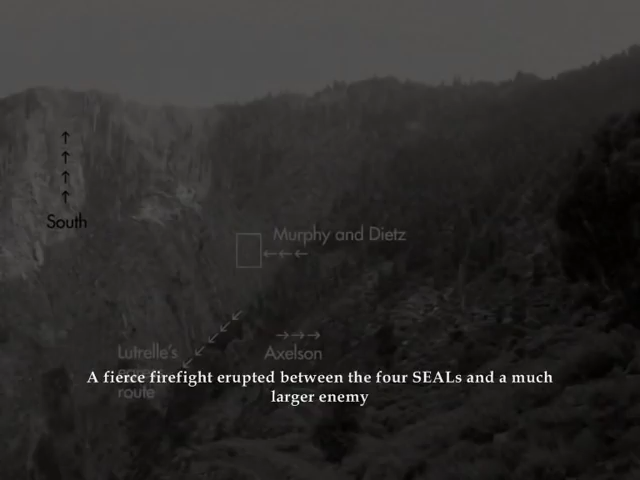 South
Murphy and Dietz
Lutrelle's
Axelson
route
A fierce firefight erupted between the four SEALs and a much
larger enemy